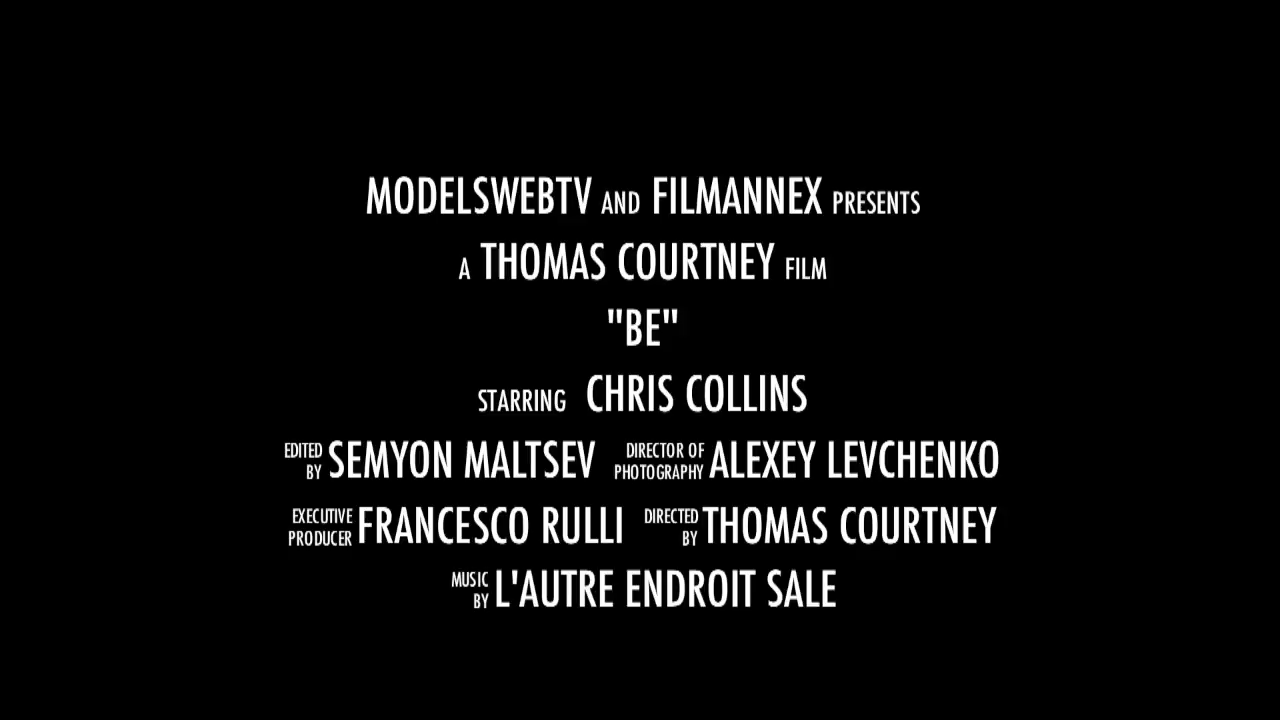 MODELSWEBTV AND FILMANNEX PRESENTS
A THOMAS COURTNEY FILM
"BE"
STARRING CHRIS COLLINS
EDITED BY SEMYON MALTSEV DIRECTOR OF PHOTOGRAPHY ALEXEY LEVCHENKO
EXECUTIVE PRODUCER FRANCESCO RULLI DIRECTED BY THOMAS COURTNEY
MUSIC BY L'AUTRE ENDROIT SALE